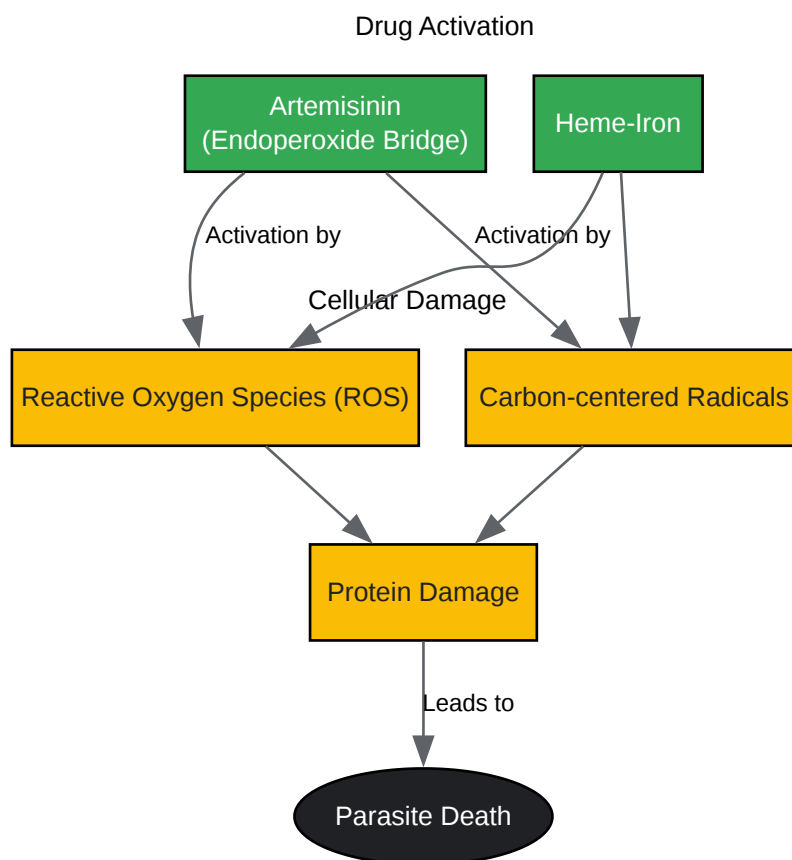 Drug Activation
Artemisinin
(Endoperoxide Bridge)
Heme-Iron
Activation by
Activation by
Cellular Damage
Reactive Oxygen Species (ROS)
Carbon-centered Radicals
Protein Damage
Leads to
Parasite Death